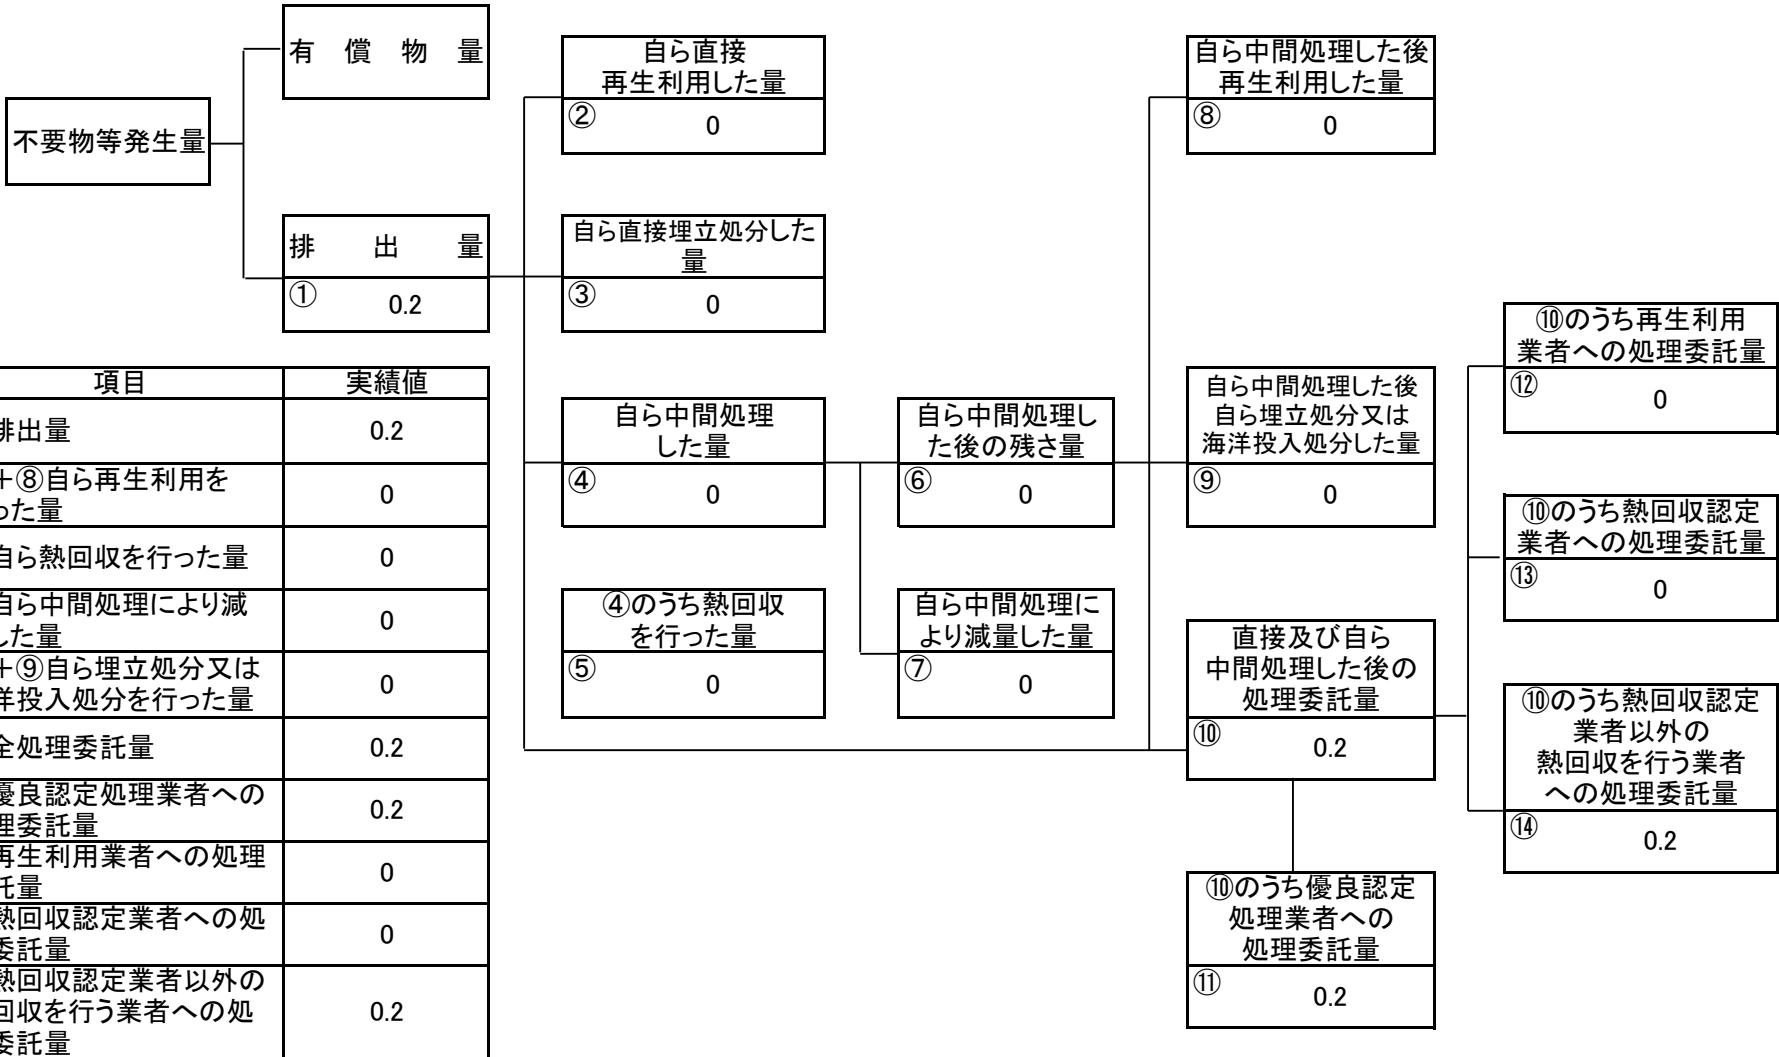 有償物量
不要物等発生量
排出量
①
0.2
自ら直接
再生利用した量
②
0
自ら直接埋立処分した
量
③
0
自ら中間処理
した量
④
0
④のうち熱回収
を行った量
⑤
0
自ら中間処理し
た後の残さ量
⑥
0
自ら中間処理に
より減量した量
⑦
0
自ら中間処理した後
再生利用した量
⑧
0
自ら中間処理した後
自ら埋立処分又は
海洋投入処分した量
⑨
0
直接及び自ら
中間処理した後の
処理委託量
⑩
0.2
⑩のうち優良認定
処理業者への
処理委託量
⑪
0.2
⑩のうち再生利用
業者への処理委託量
⑫
0
⑩のうち熱回収認定
業者への処理委託量
⑬
0
⑩のうち熱回収認定
業者以外の
熱回収を行う業者
への処理委託量
⑭
0.2
項目 実績値
排出量 0.2
+⑧自ら再生利用を
った量 0
自ら熱回収を行った量 0
自ら中間処理により減
した量 0
+⑨自ら埋立処分又は
洋投入処分を行った量 0
全処理委託量 0.2
優良認定処理業者への
理委託量 0.2
再生利用業者への処理
託量 0
熱回収認定業者への処
委託量 0
熱回収認定業者以外の
回収を行う業者への処
委託量 0.2